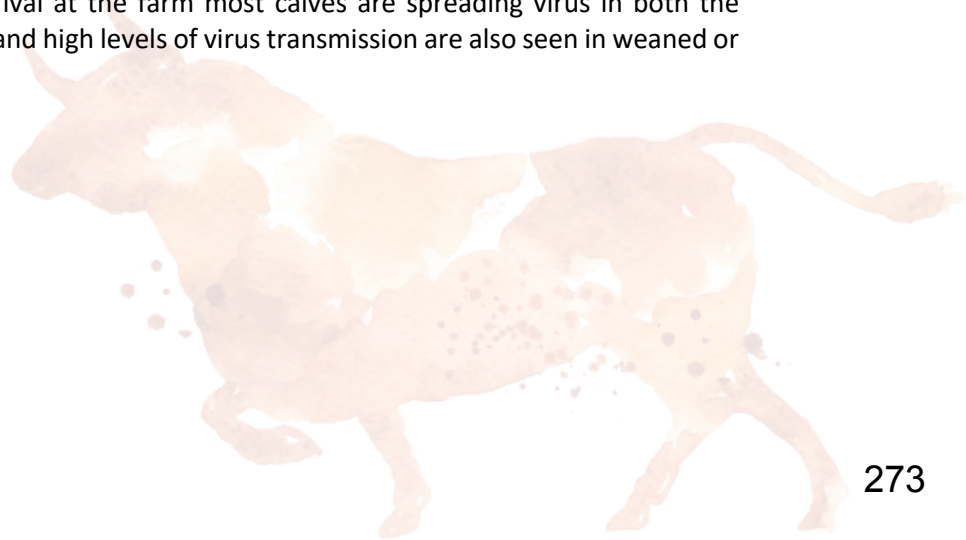 rival at the farm most calves are spreading virus in both the
and high levels of virus transmission are also seen in weaned or
273